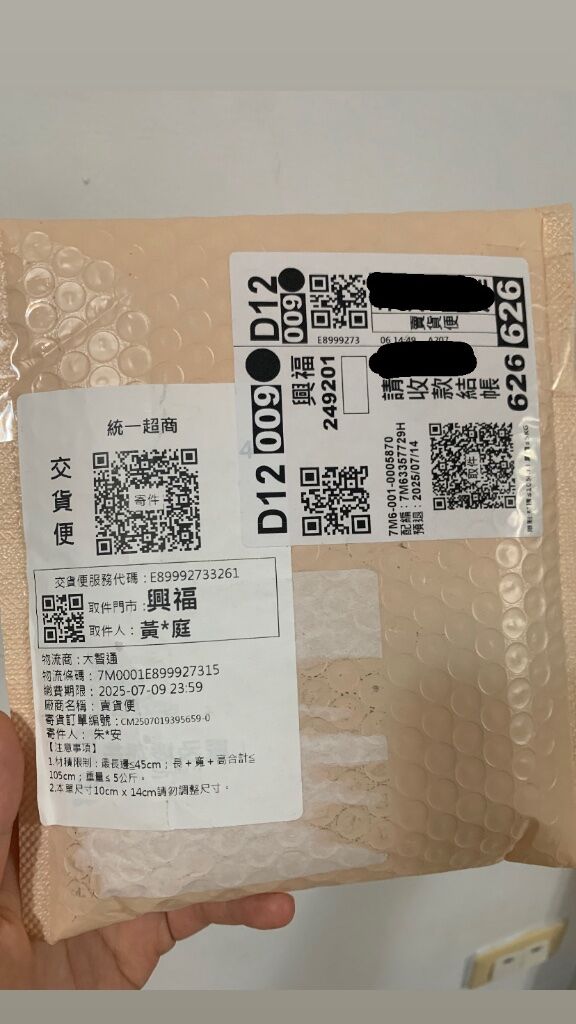 D12
009
E8999273
賣貨便
06 14:49 A207
626
D12 009
興福
249201
請收款結帳
626
7M6-001-0005870
配編：7M63357729H
預退：2025/07/14
取件
統一超商
交貨便
寄件
交貨便服務代碼：E89992733261
取件門市：興福
取件人：黃*庭
物流商：大智通
物流條碼：7M0001E899927315
繳費期限：2025-07-09 23:59
廠商名稱：賣貨便
寄貨訂單編號：CM2507019395659-0
寄件人： 朱*安
【注意事項】
1.材積限制：最長邊≤45cm；長 + 寬 + 高合計≤
105cm；重量≤ 5公斤。
2.本單尺寸10cm x 14cm請勿調整尺寸。